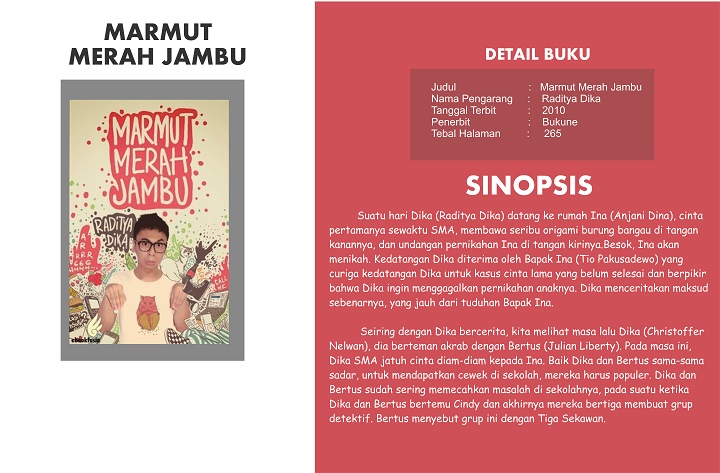 MARMUT
MERAH JAMBU
MARMUT
MERAH
JAMBU
RADITYA
DIKA
CALL
ME
DETAIL BUKU
Judul : Marmut Merah Jambu
Nama Pengarang : Raditya Dika
Tanggal Terbit : 2010
Penerbit : Bukune
Tebal Halaman : 265
SINOPSIS
Suatu hari Dika (Raditya Dika) datang ke rumah Ina (Anjani Dina), cinta
pertamanya sewaktu SMA, membawa seribu origami burung bangau di tangan
kanannya, dan undangan pernikahan Ina di tangan kirinya.Besok, Ina akan
menikah. Kedatangan Dika diterima oleh Bapak Ina (Tio Pakusadewo) yang
curiga kedatangan Dika untuk kasus cinta lama yang belum selesai dan berpikir
bahwa Dika ingin menggagalkan pernikahan anaknya. Dika menceritakan maksud
sebenarnya, yang jauh dari tuduhan Bapak Ina.
Seiring dengan Dika bercerita, kita melihat masa lalu Dika (Christoffer
Nelwan), dia berteman akrab dengan Bertus (Julian Liberty). Pada masa ini,
Dika SMA jatuh cinta diam-diam kepada Ina. Baik Dika dan Bertus sama-sama
sadar, untuk mendapatkan cewek di sekolah, mereka harus populer. Dika dan
Bertus sudah sering memecahkan masalah di sekolahnya, pada suatu ketika
Dika dan Bertus bertemu Cindy dan akhirnya mereka bertiga membuat grup
detektif. Bertus menyebut grup ini dengan Tiga Sekawan.